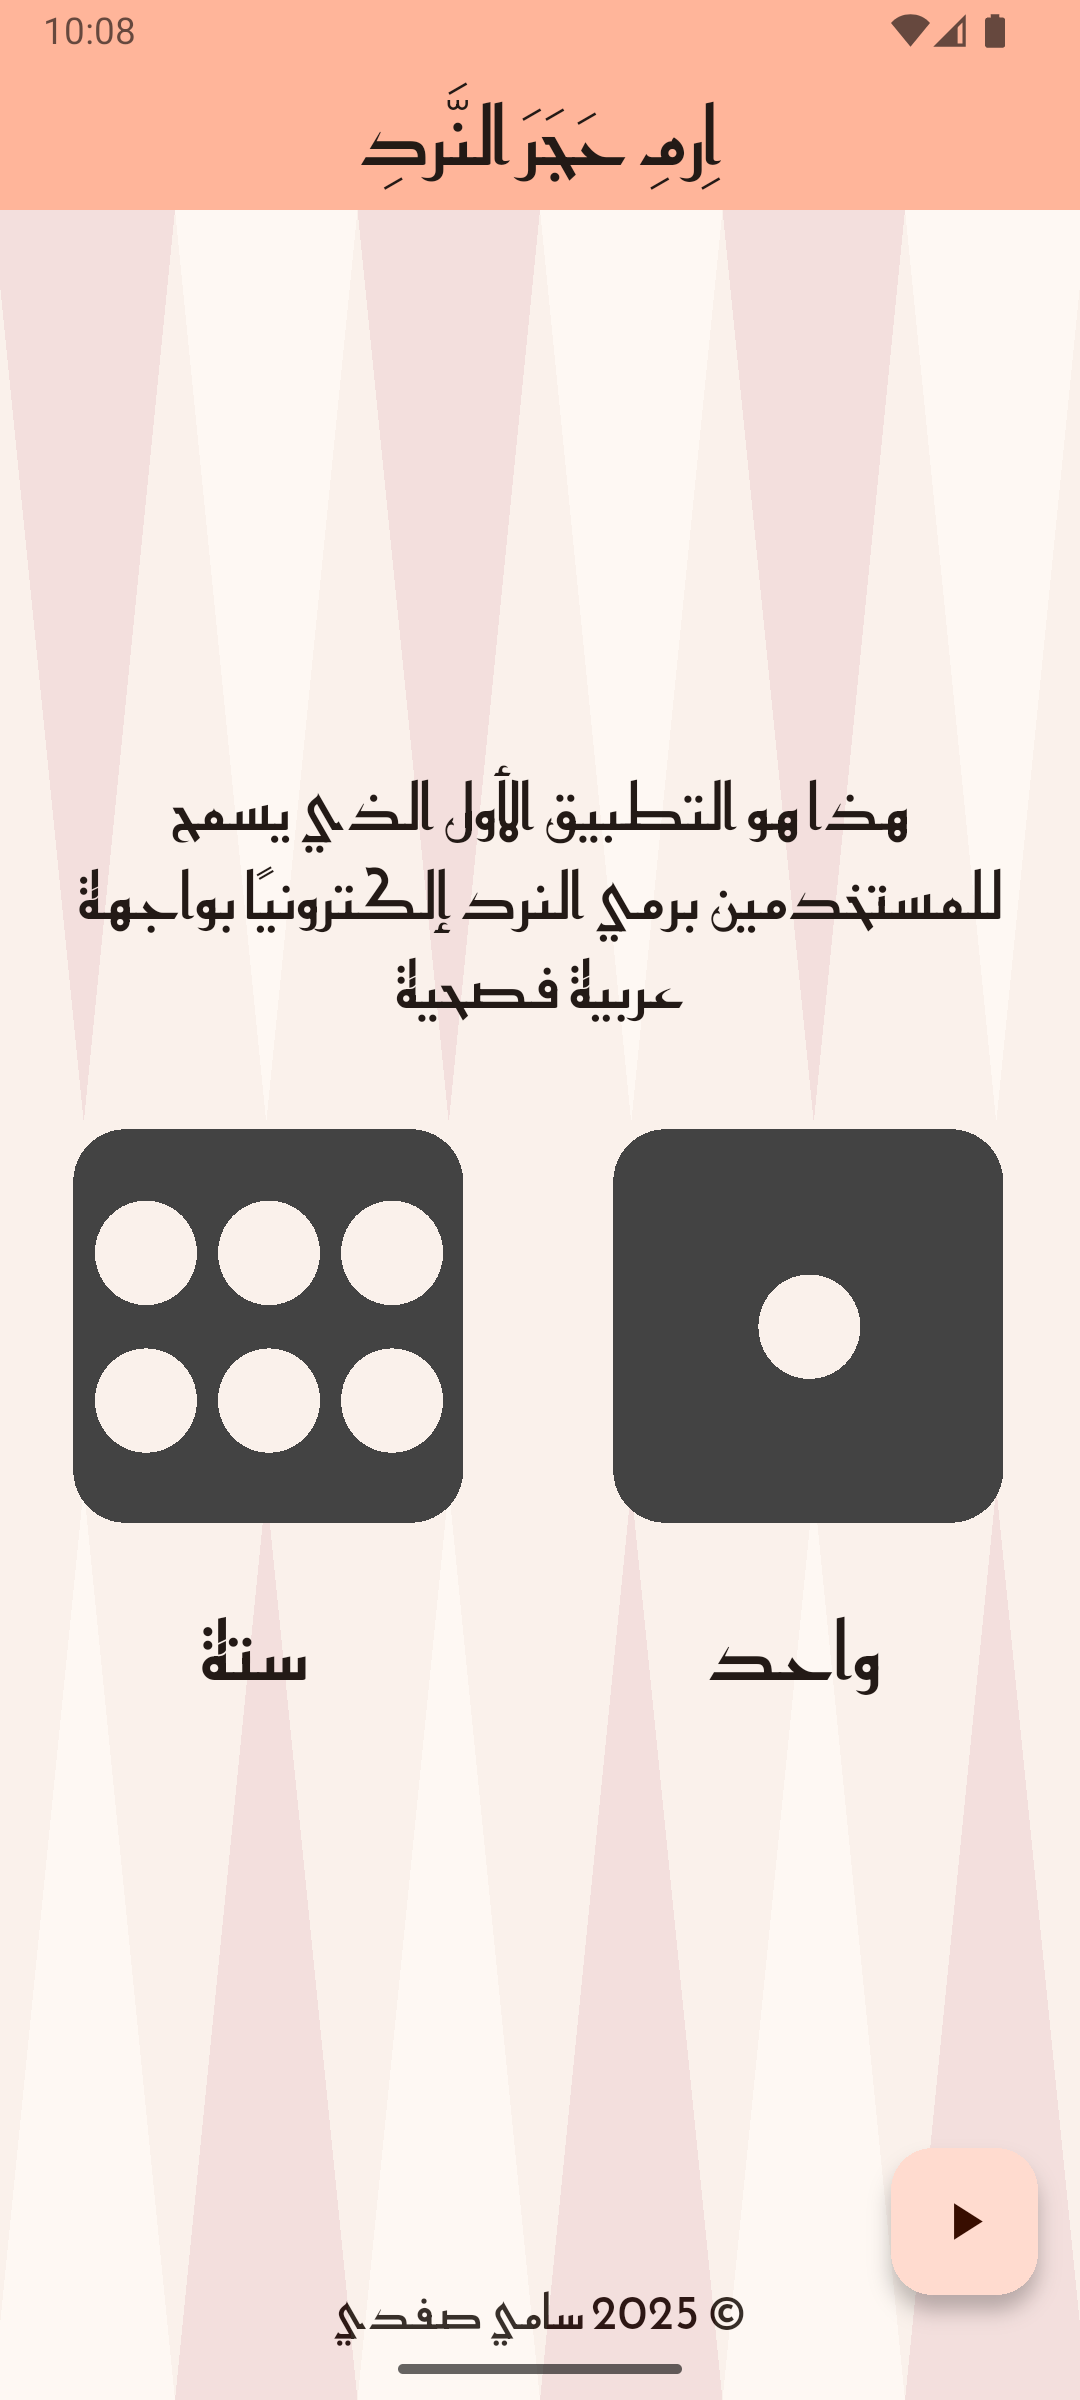 10:08
اِرمِ حَجَرَ النَّردِ
هذا هو التطبيق الأول الذي يسمح
للمستخدمين برمي النرد إلكترونيًا بواجهة
عربية فصحية
واحد
ستة
© 2025 سامي صفدي